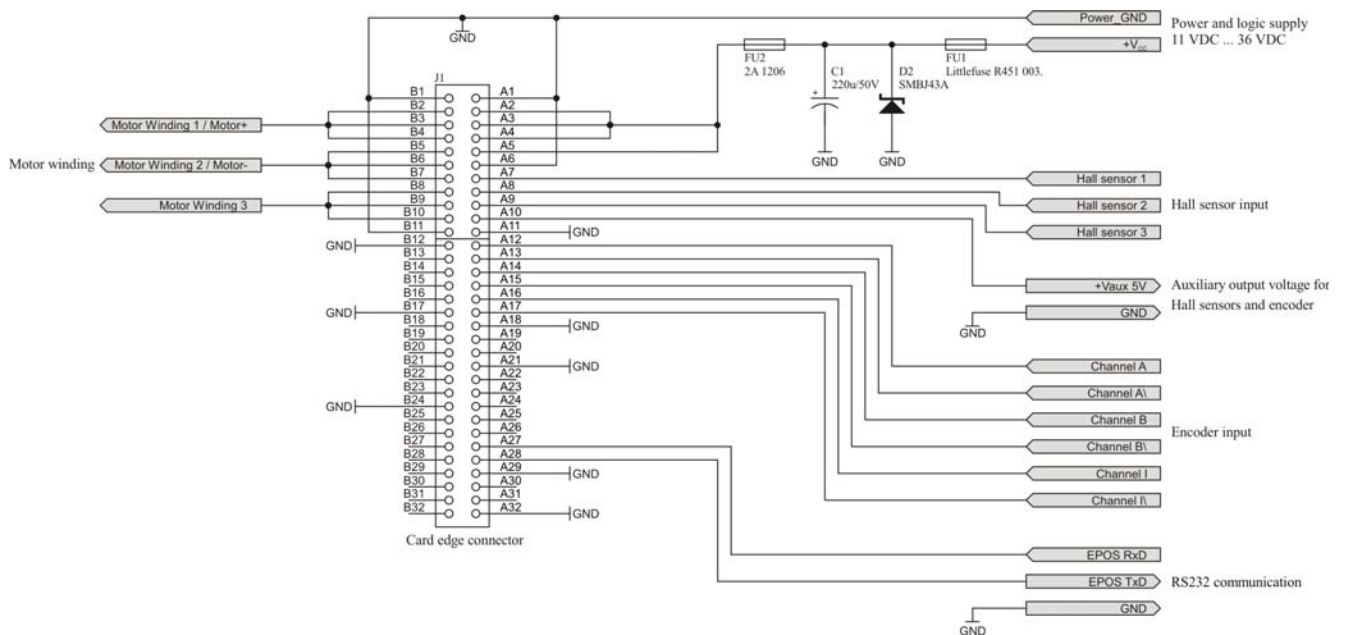 Power_GND
Power and logic supply
11 VDC ... 36 VDC
GND
+Vcc
FU2
2A 1206
C1
220u/50V
+
D2
SMBJ43A
FU1
Littlefuse R451 003.
GND
GND
J1
B1 A1
B2 A2
B3 A3
B4 A4
B5 A5
B6 A6
B7 A7
B8 A8
B9 A9
B10 A10
B11 A11
B12 A12
B13 A13
B14 A14
B15 A15
B16 A16
B17 A17
B18 A18
B19 A19
B20 A20
B21 A21
B22 A22
B23 A23
B24 A24
B25 A25
B26 A26
B27 A27
B28 A28
B29 A29
B30 A30
B31 A31
B32 A32
Card edge connector
Motor Winding 1 / Motor+
Motor winding
Motor Winding 2 / Motor-
Motor Winding 3
GND
GND
GND
GND
GND
GND
GND
GND
Hall sensor 1
Hall sensor 2
Hall sensor input
Hall sensor 3
+Vaux 5V
Auxiliary output voltage for
Hall sensors and encoder
GND
GND
Channel A
Channel A\
Channel B
Encoder input
Channel B\
Channel I
Channel I\
EPOS RxD
EPOS TxD
RS232 communication
GND
GND